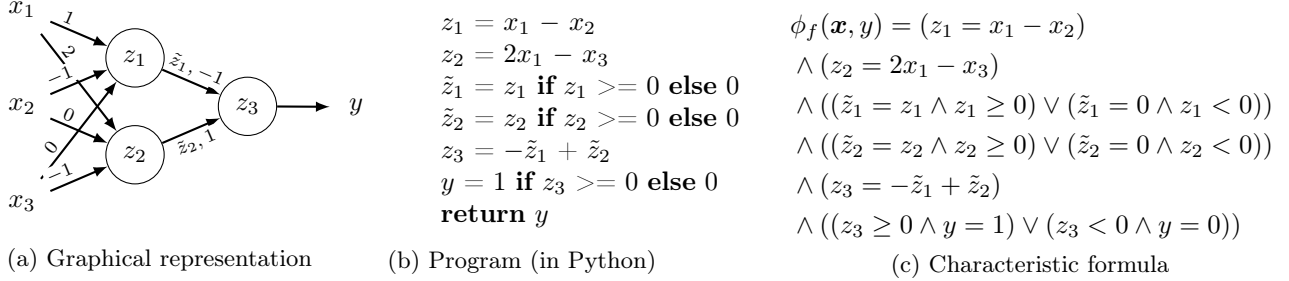 x₁
1
2
z₁
z̃₁, −1
−1
x₂
0
z₃
y
0
z₂
z̃₂, 1
−1
x₃
(a) Graphical representation
z₁ = x₁ − x₂
z₂ = 2x₁ − x₃
z̃₁ = z₁ if z₁ >= 0 else 0
z̃₂ = z₂ if z₂ >= 0 else 0
z₃ = −z̃₁ + z̃₂
y = 1 if z₃ >= 0 else 0
return y
(b) Program (in Python)
ϕ_f(𝒙, y) = (z₁ = x₁ − x₂)
∧ (z₂ = 2x₁ − x₃)
∧ ((z̃₁ = z₁ ∧ z₁ ≥ 0) ∨ (z̃₁ = 0 ∧ z₁ < 0))
∧ ((z̃₂ = z₂ ∧ z₂ ≥ 0) ∨ (z̃₂ = 0 ∧ z₂ < 0))
∧ (z₃ = −z̃₁ + z̃₂)
∧ ((z₃ ≥ 0 ∧ y = 1) ∨ (z₃ < 0 ∧ y = 0))
(c) Characteristic formula